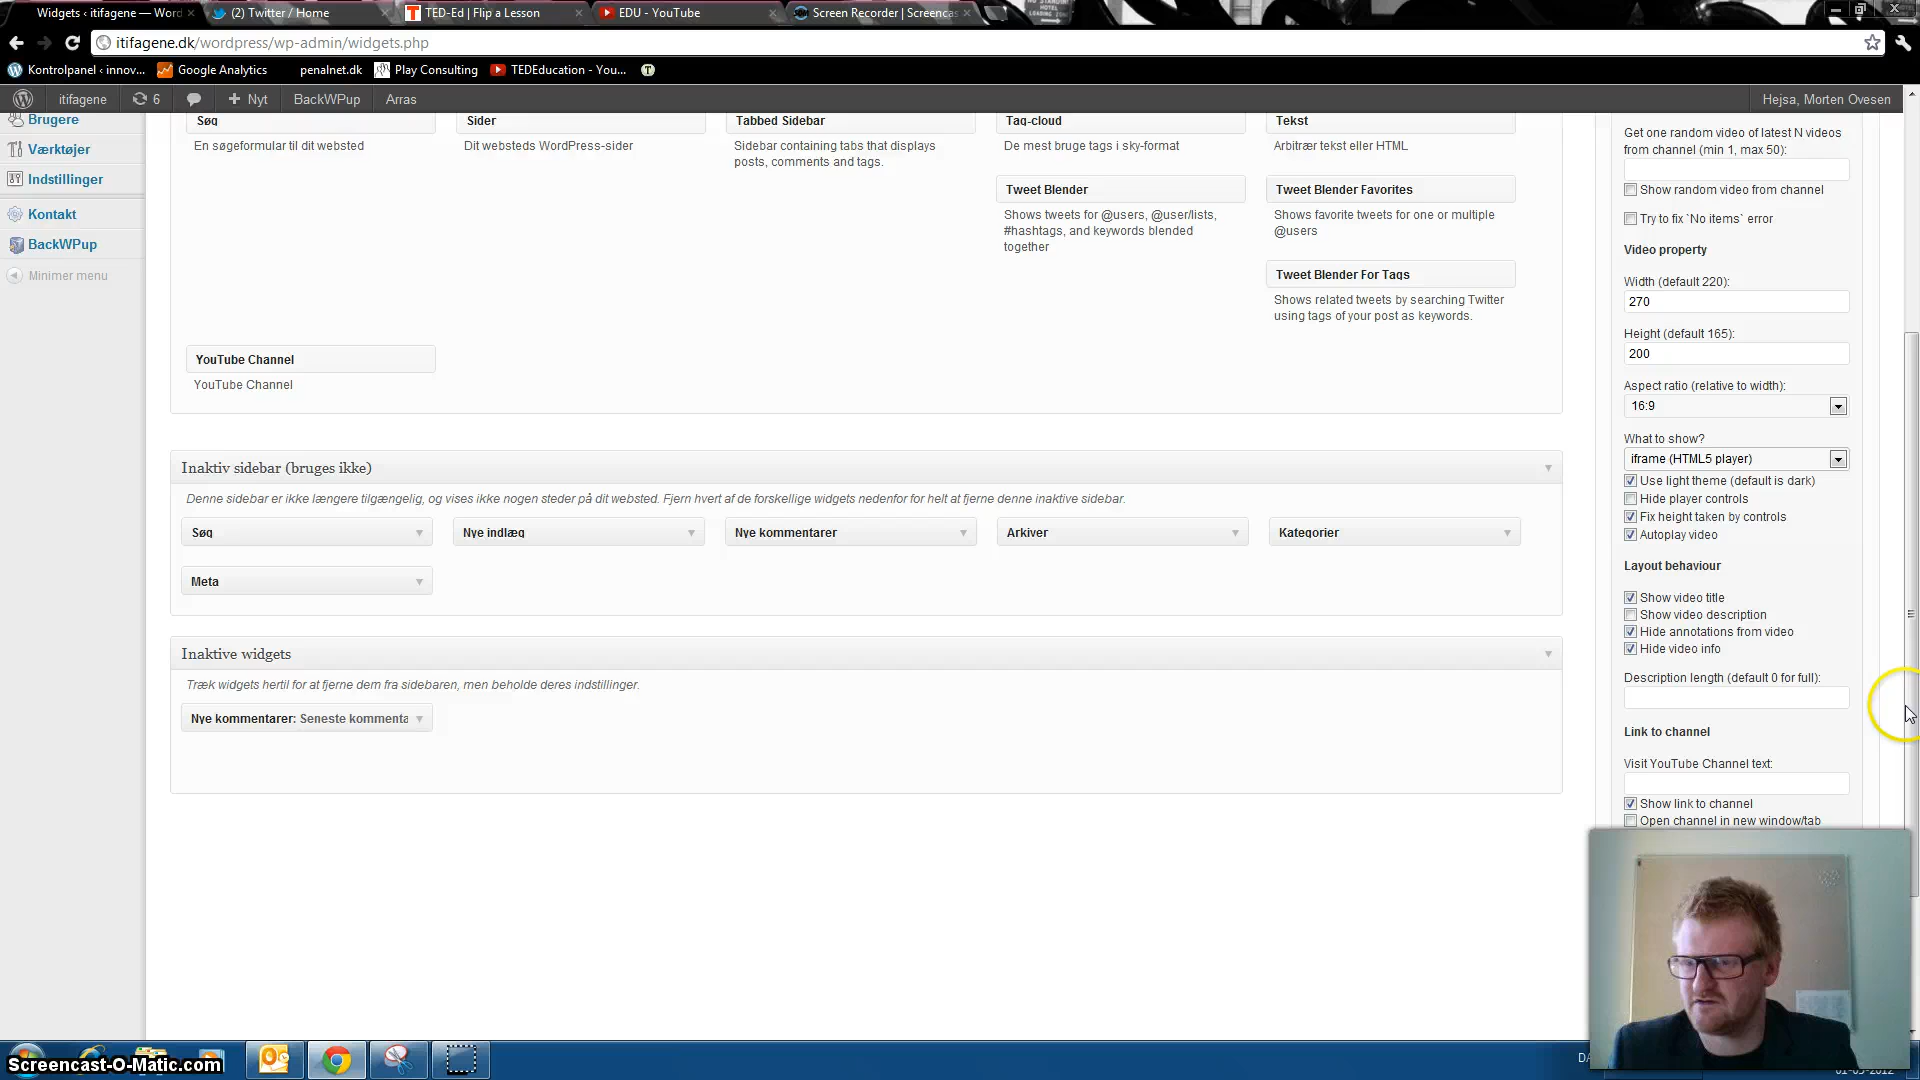 Widgets ‹ itifagene — Word
(2) Twitter / Home
TED-Ed | Flip a Lesson
EDU - YouTube
Screen Recorder | Screencas
itifagene.dk/wordpress/wp-admin/widgets.php
Kontrolpanel ‹ innov...
Google Analytics
penalnet.dk
Play Consulting
TEDEducation - You...
itifagene
6
Nyt
BackWPup
Arras
Hejsa, Morten Ovesen
Brugere
Værktøjer
Indstillinger
Kontakt
BackWPup
Minimer menu
Søg
En søgeformular til dit websted
Sider
Dit websteds WordPress-sider
Tabbed Sidebar
Sidebar containing tabs that displays
posts, comments and tags.
Tag-cloud
De mest bruge tags i sky-format
Tekst
Arbitrær tekst eller HTML
Tweet Blender
Shows tweets for @users, @user/lists,
#hashtags, and keywords blended
together
Tweet Blender Favorites
Shows favorite tweets for one or multiple
@users
Tweet Blender For Tags
Shows related tweets by searching Twitter
using tags of your post as keywords.
YouTube Channel
YouTube Channel
Inaktiv sidebar (bruges ikke)
Denne sidebar er ikke længere tilgængelig, og vises ikke nogen steder på dit websted. Fjern hvert af de forskellige widgets nedenfor for helt at fjerne denne inaktive sidebar.
Søg
Nye indlæg
Nye kommentarer
Arkiver
Kategorier
Meta
Inaktive widgets
Træk widgets hertil for at fjerne dem fra sidebaren, men beholde deres indstillinger.
Nye kommentarer: Seneste kommenta
Get one random video of latest N videos
from channel (min 1, max 50):
Show random video from channel
Try to fix `No items` error
Video property
Width (default 220):
270
Height (default 165):
200
Aspect ratio (relative to width):
16:9
What to show?
iframe (HTML5 player)
Use light theme (default is dark)
Hide player controls
Fix height taken by controls
Autoplay video
Layout behaviour
Show video title
Show video description
Hide annotations from video
Hide video info
Description length (default 0 for full):
Link to channel
Visit YouTube Channel text:
Show link to channel
Open channel in new window/tab
Screencast-O-Matic.com